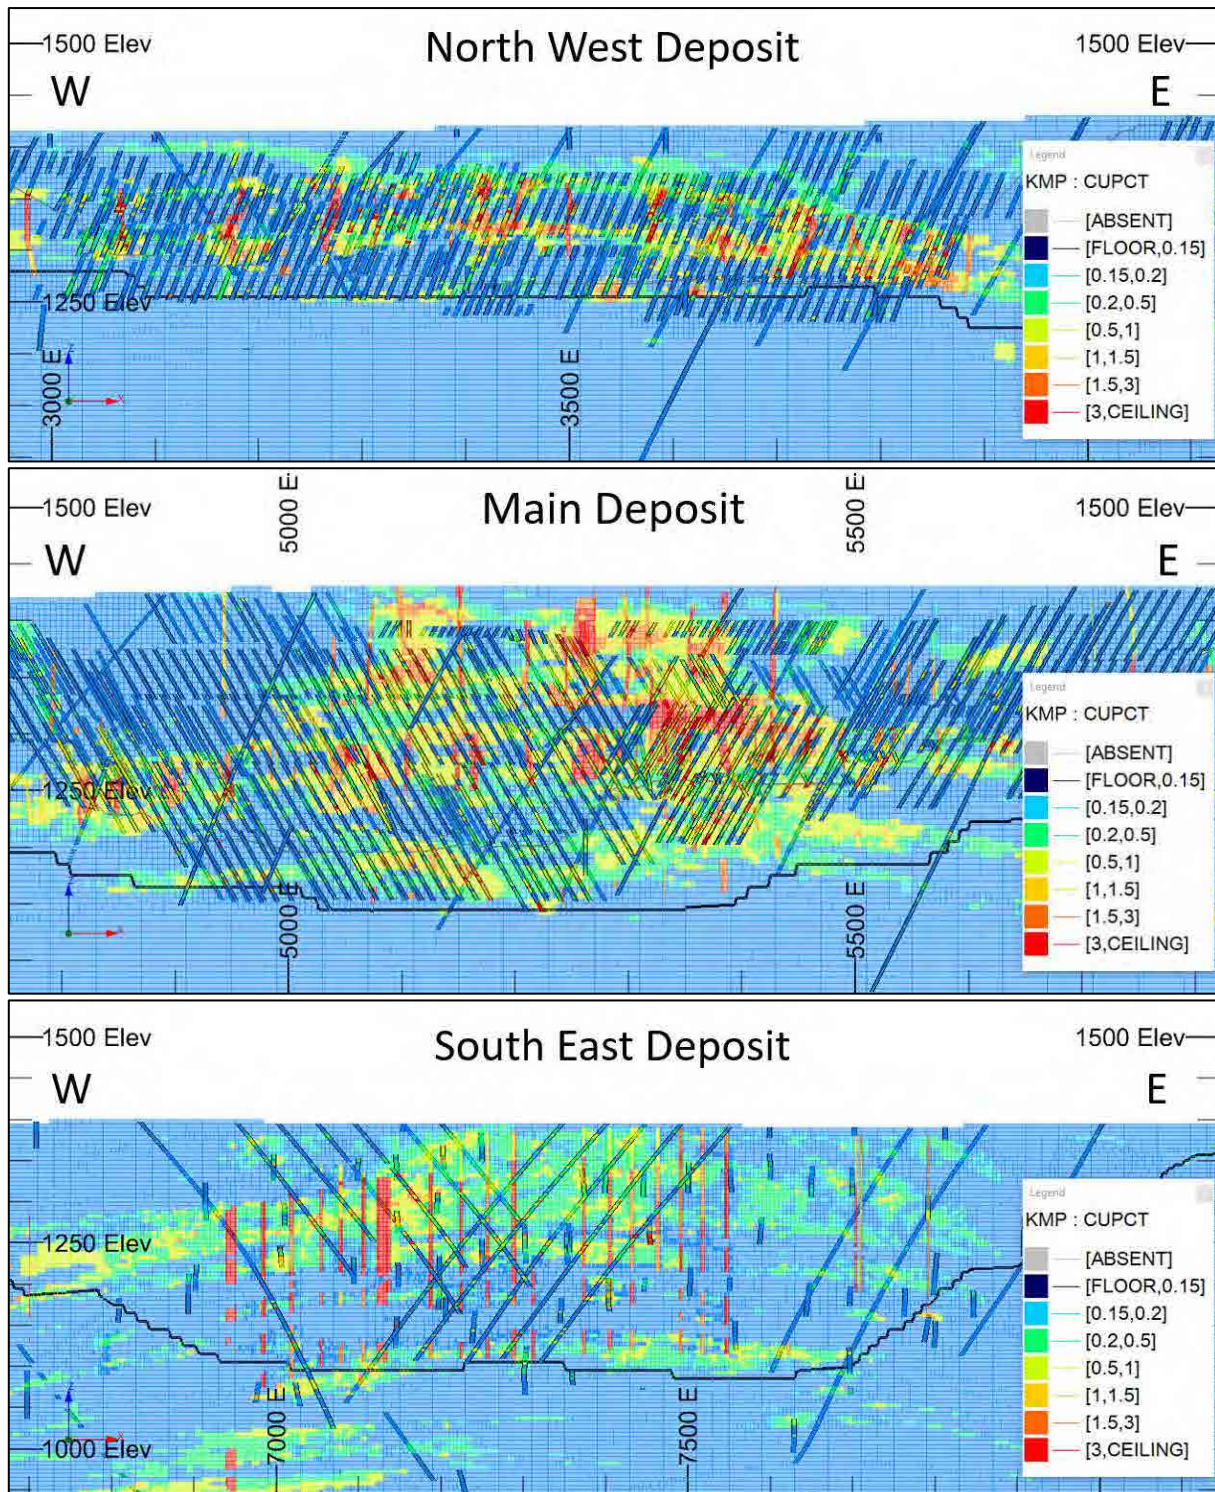 North West Deposit
1500 Elev
1500 Elev
W
E
Legend
KMP : CUPCT
[ABSENT]
[FLOOR,0.15]
[0.15,0.2]
[0.2,0.5]
[0.5,1]
[1,1.5]
[1.5,3]
[3,CEILING]
1250 Elev
3000 E
3500 E
Main Deposit
1500 Elev
5000 E
5500 E
1500 Elev
W
E
Legend
KMP : CUPCT
[ABSENT]
[FLOOR,0.15]
[0.15,0.2]
[0.2,0.5]
[0.5,1]
[1,1.5]
[1.5,3]
[3,CEILING]
1250 Elev
5000 E
5500 E
South East Deposit
1500 Elev
1500 Elev
W
E
Legend
KMP : CUPCT
[ABSENT]
[FLOOR,0.15]
[0.15,0.2]
[0.2,0.5]
[0.5,1]
[1,1.5]
[1.5,3]
[3,CEILING]
1250 Elev
1000 Elev
7000 E
7500 E